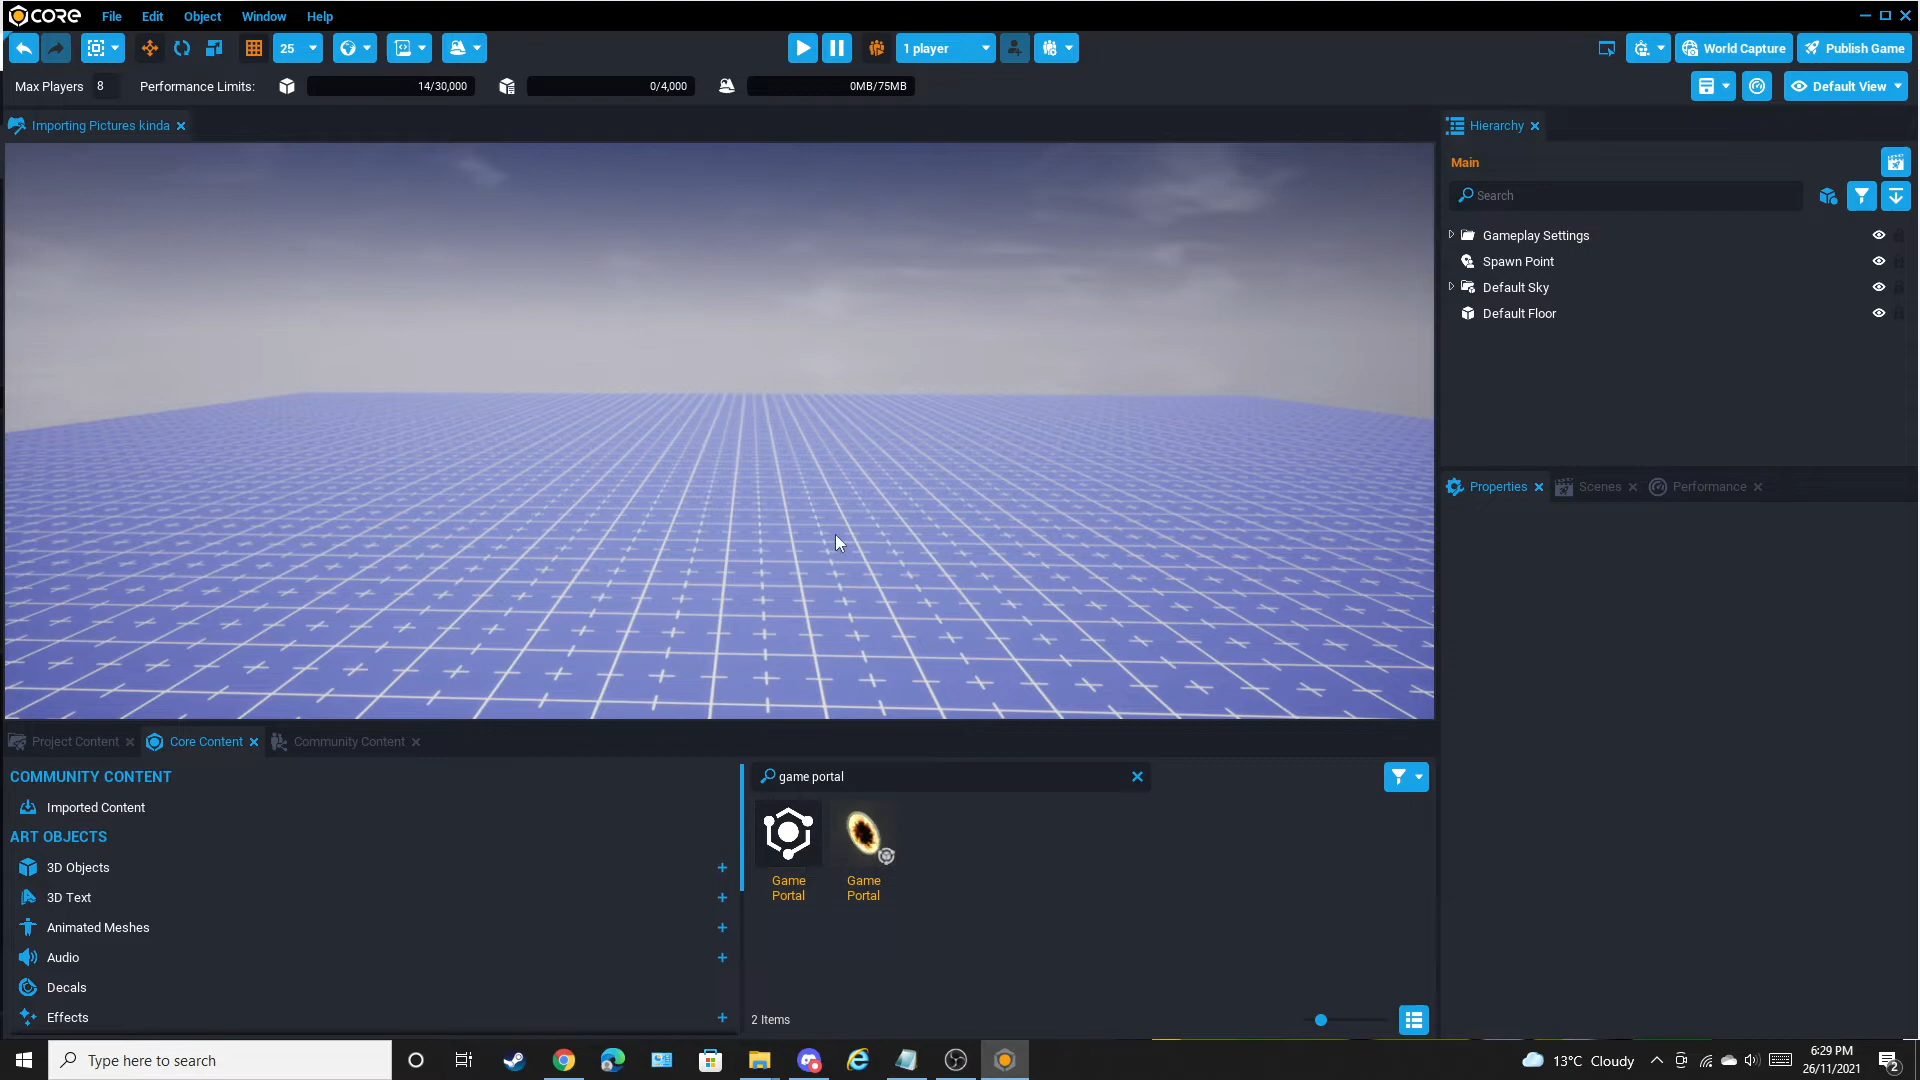 CORE File Edit Object Window Help
25 1 player World Capture Publish Game
Max Players 8 Performance Limits: 14/30,000 0/4,000 0MB/75MB Default View
Importing Pictures kinda
Hierarchy
Main
Search
Gameplay Settings
Spawn Point
Default Sky
Default Floor
Properties Scenes Performance
Project Content Core Content Community Content
COMMUNITY CONTENT
Imported Content
ART OBJECTS
3D Objects
3D Text
Animated Meshes
Audio
Decals
Effects
game portal
Game Portal
Game Portal
2 Items
Type here to search
13°C Cloudy
6:29 PM
26/11/2021
2